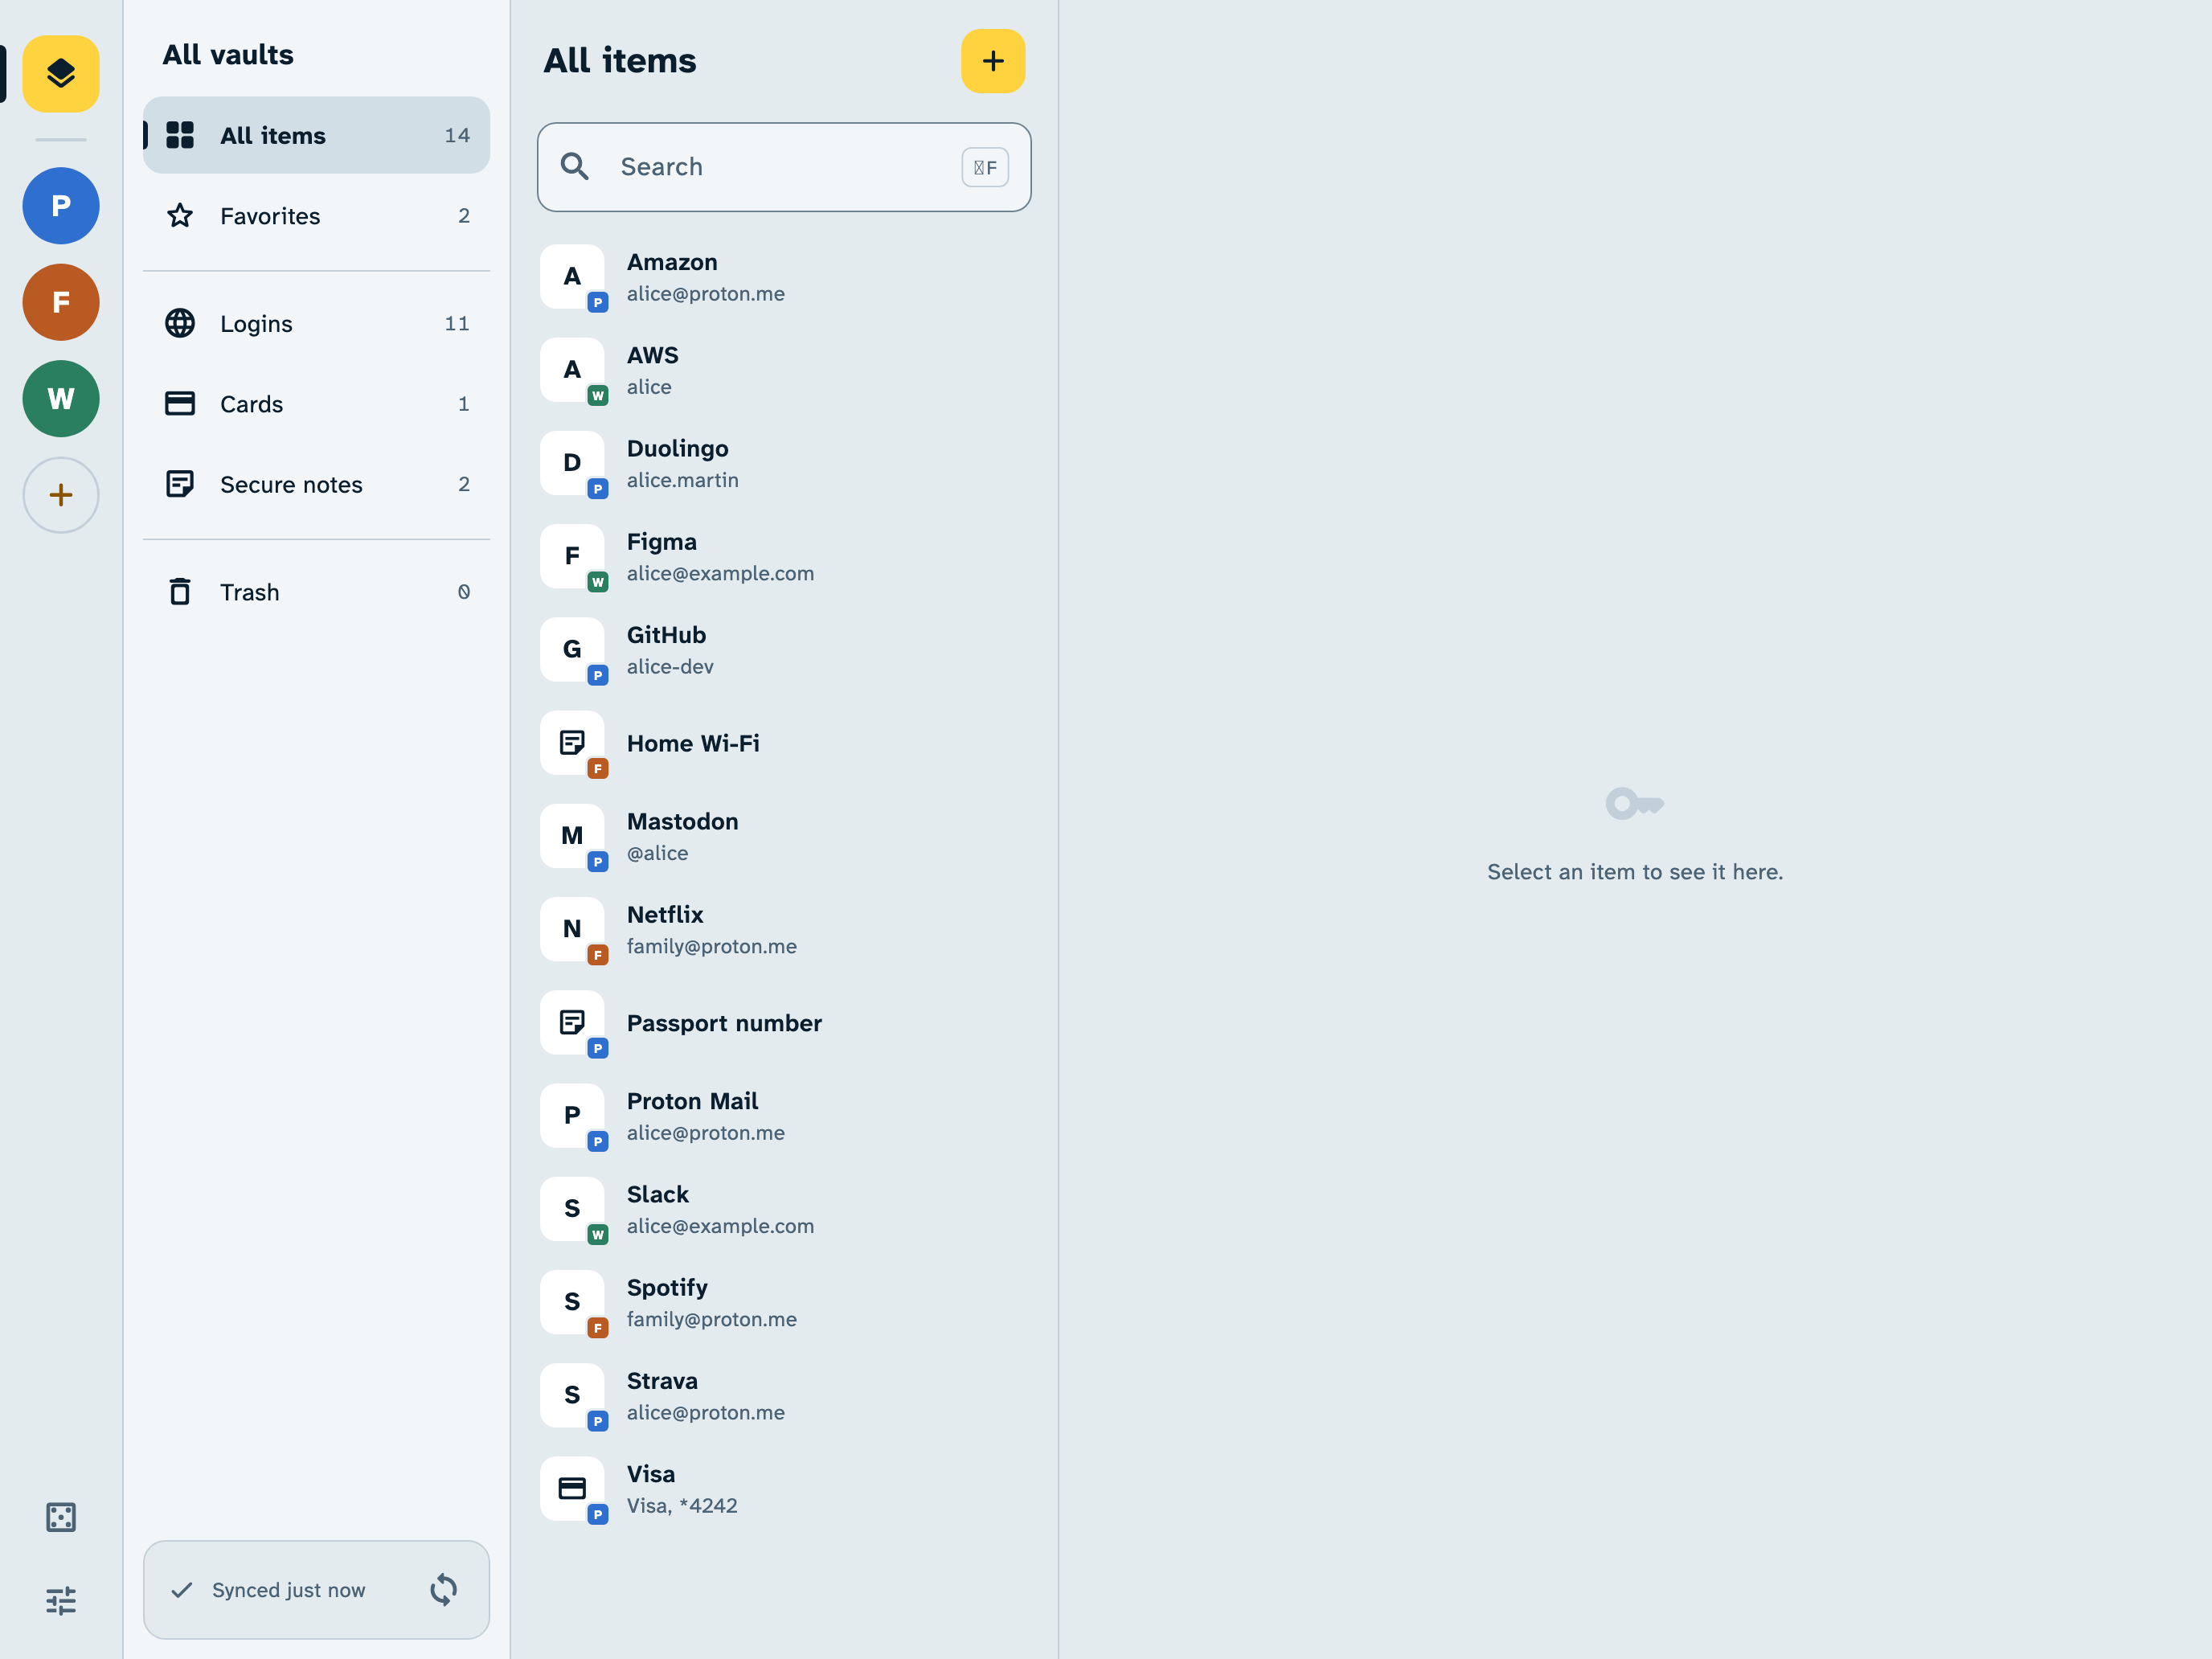 All vaults
All items 14
Favorites 2
Logins 11
Cards 1
Secure notes 2
Trash 0
Synced just now
P
F
W
All items
Search F
A P Amazon
alice@proton.me
A W AWS
alice
D P Duolingo
alice.martin
F W Figma
alice@example.com
G P GitHub
alice-dev
F Home Wi-Fi
M P Mastodon
@alice
N F Netflix
family@proton.me
P Passport number
P P Proton Mail
alice@proton.me
S W Slack
alice@example.com
S F Spotify
family@proton.me
S P Strava
alice@proton.me
P Visa
Visa, *4242
Select an item to see it here.